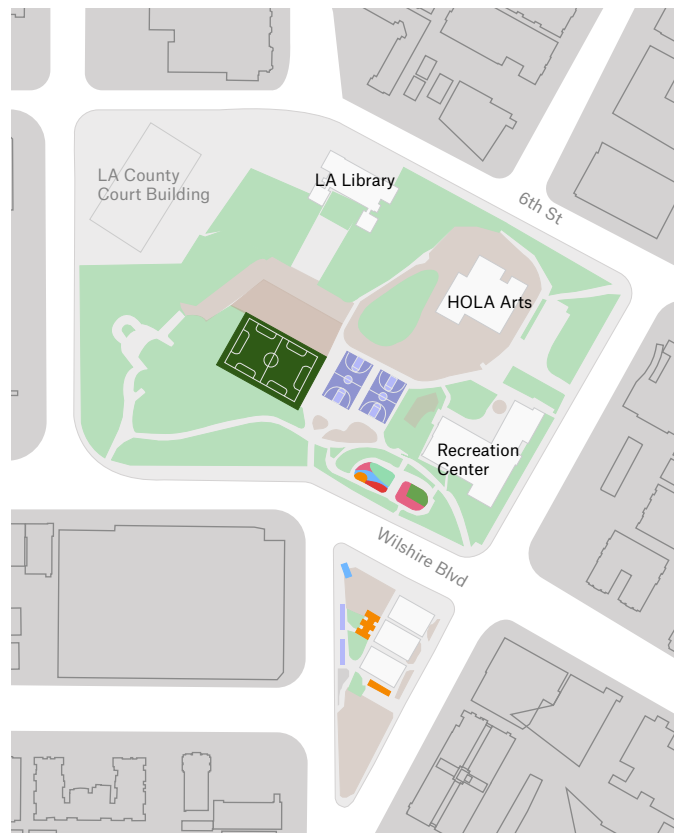 LA Library
LA County
Court Building
6th St
HOLA Arts
Recreation
Center
Wilshire Blvd